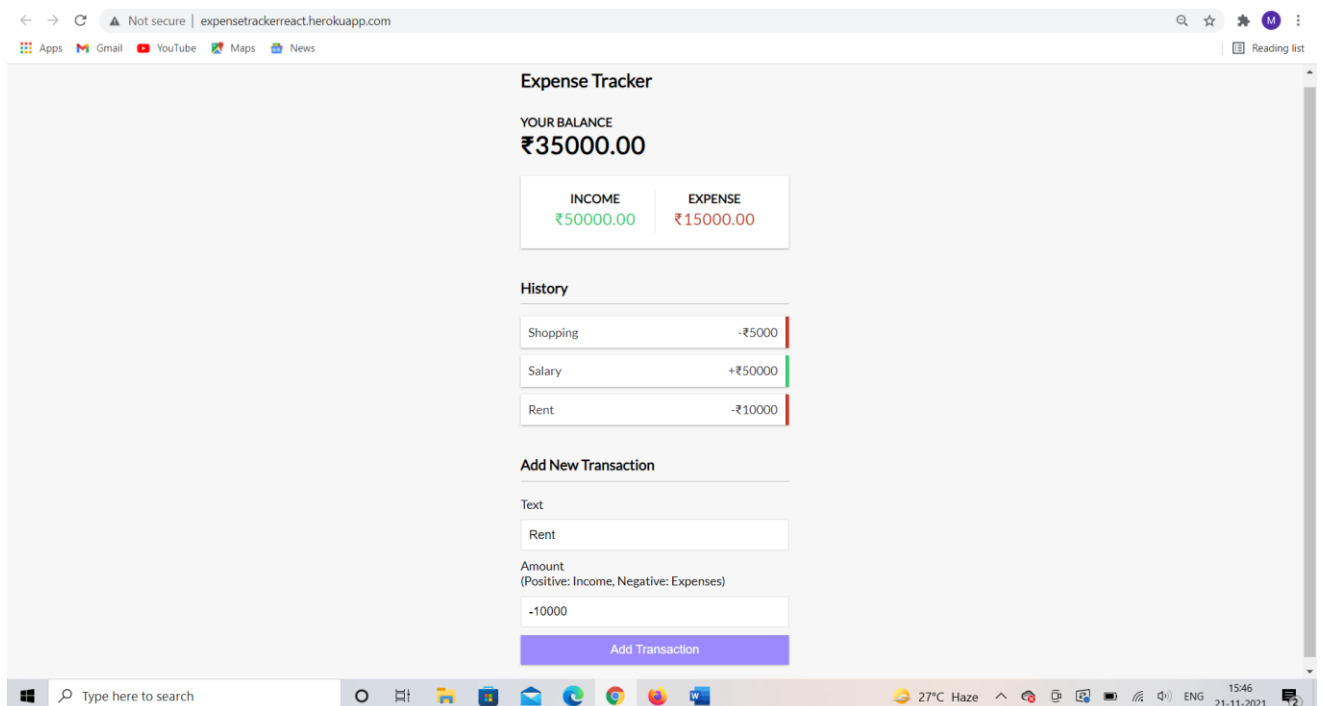 Not secure | expensetrackerreact.herokuapp.com
M
Apps Gmail YouTube Maps News Reading list
Expense Tracker
YOUR BALANCE
₹35000.00
INCOME EXPENSE
₹50000.00 ₹15000.00
History
Shopping -₹5000
Salary +₹50000
Rent -₹10000
Add New Transaction
Text
Rent
Amount
(Positive: Income, Negative: Expenses)
-10000
Add Transaction
Type here to search 27°C Haze ENG 15:46
21-11-2021 2